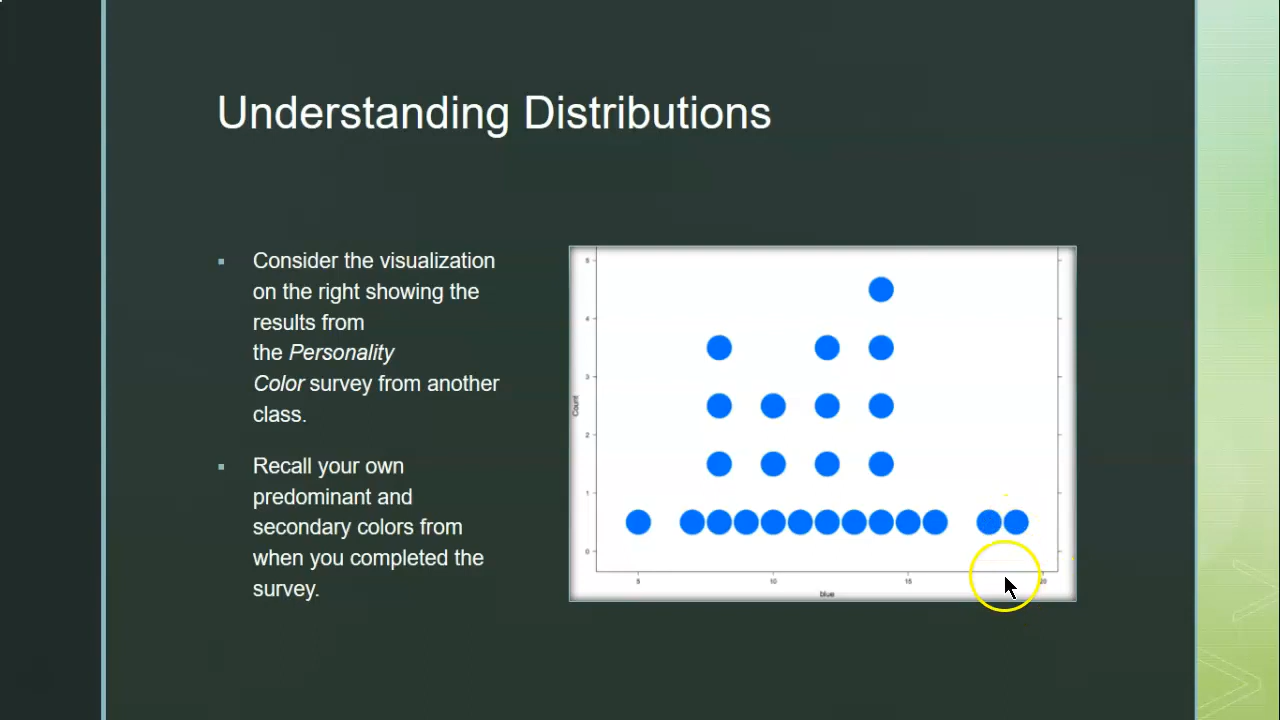 Understanding Distributions
▪ Consider the visualization
on the right showing the
results from
the Personality
Color survey from another
class.
▪ Recall your own
predominant and
secondary colors from
when you completed the
survey.
5
4
3
2
1
0
Count
5 10 15 20
blue